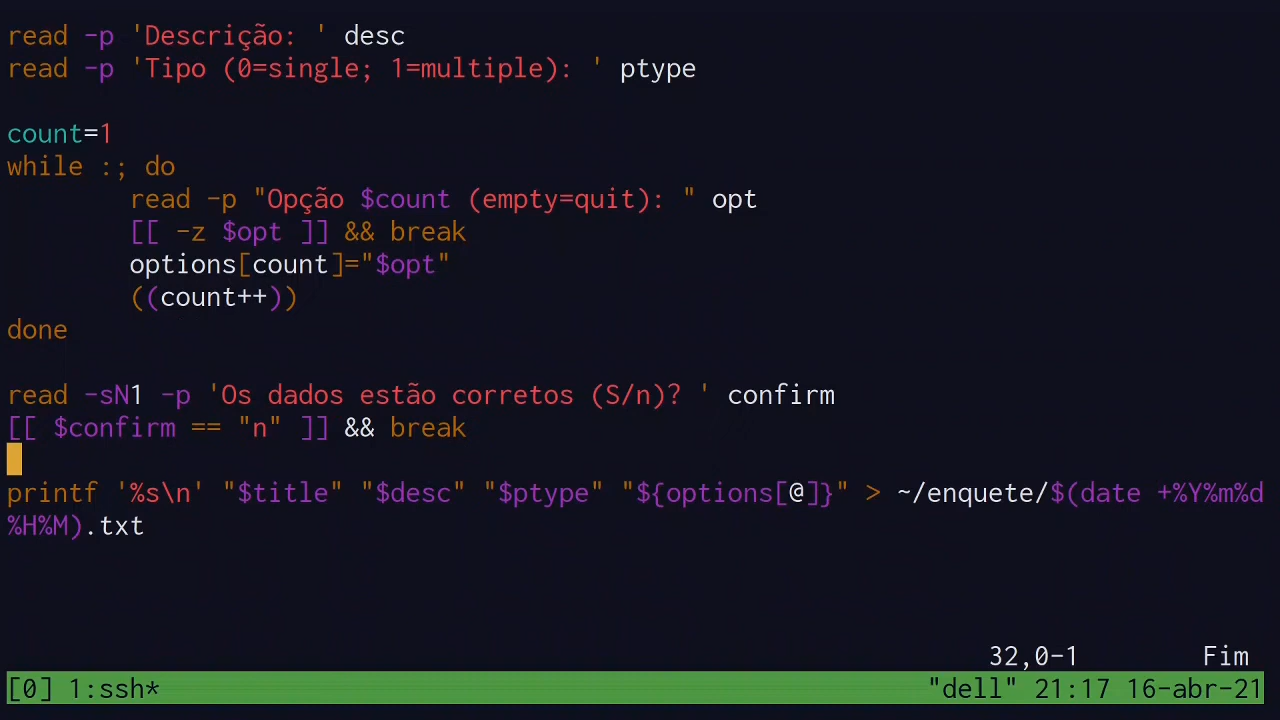 read -p 'Descrição: ' desc
read -p 'Tipo (0=single; 1=multiple): ' ptype
count=1
while :; do
read -p "Opção $count (empty=quit): " opt
[[ -z $opt ]] && break
options[count]="$opt"
((count++))
done
read -sN1 -p 'Os dados estão corretos (S/n)? ' confirm
[[ $confirm == "n" ]] && break
printf '%s\n' "$title" "$desc" "$ptype" "${options[@]}" > ~/enquete/$(date +%Y%m%d
%H%M).txt
32,0-1 Fim
[0] 1:ssh* "dell" 21:17 16-abr-21